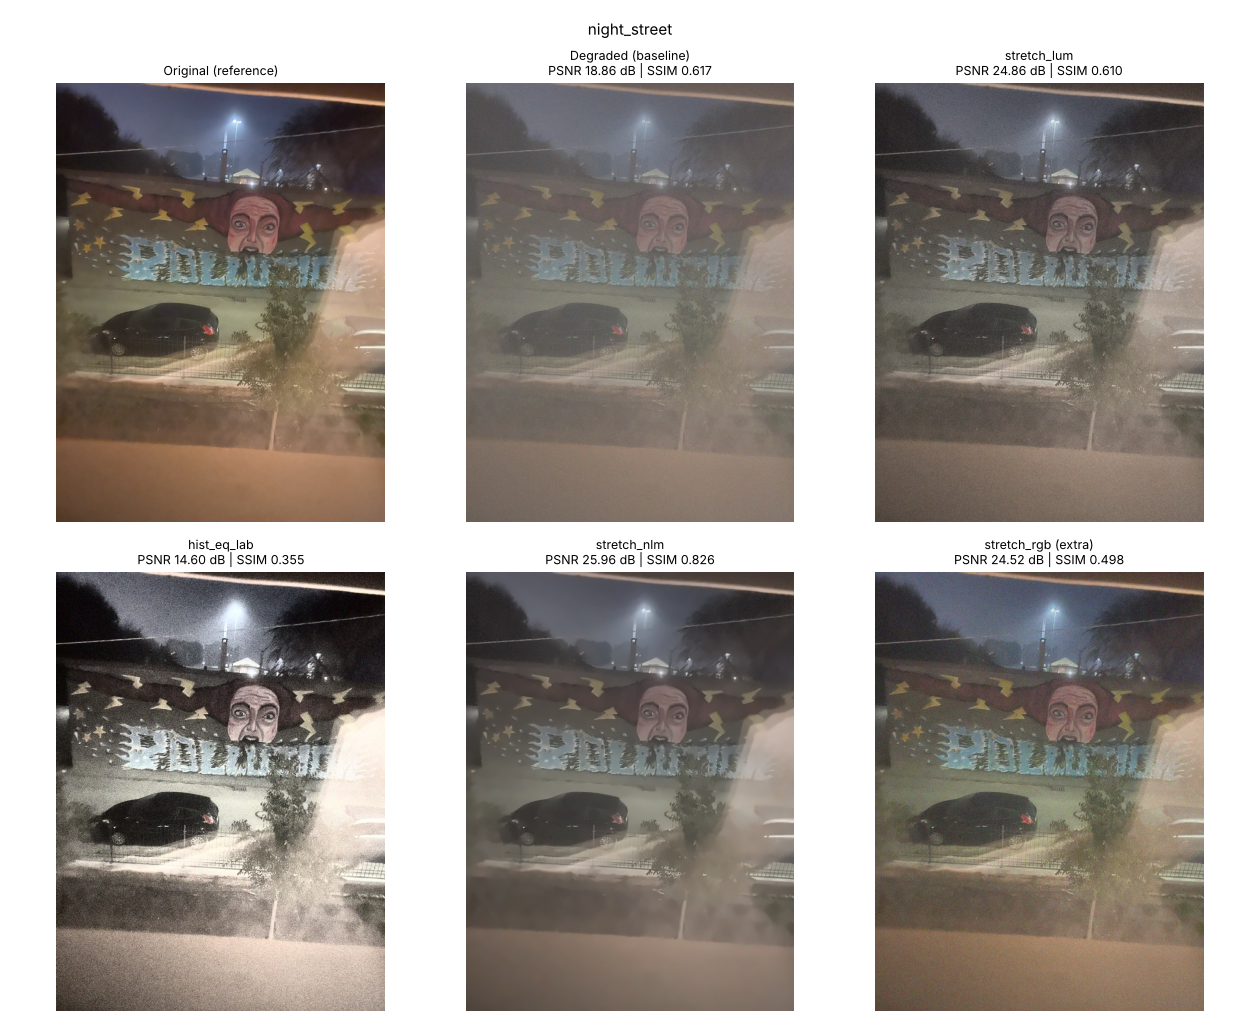 night_street
Original (reference)
Degraded (baseline)
PSNR 18.86 dB | SSIM 0.617
stretch_lum
PSNR 24.86 dB | SSIM 0.610
hist_eq_lab
PSNR 14.60 dB | SSIM 0.355
stretch_nlm
PSNR 25.96 dB | SSIM 0.826
stretch_rgb (extra)
PSNR 24.52 dB | SSIM 0.498